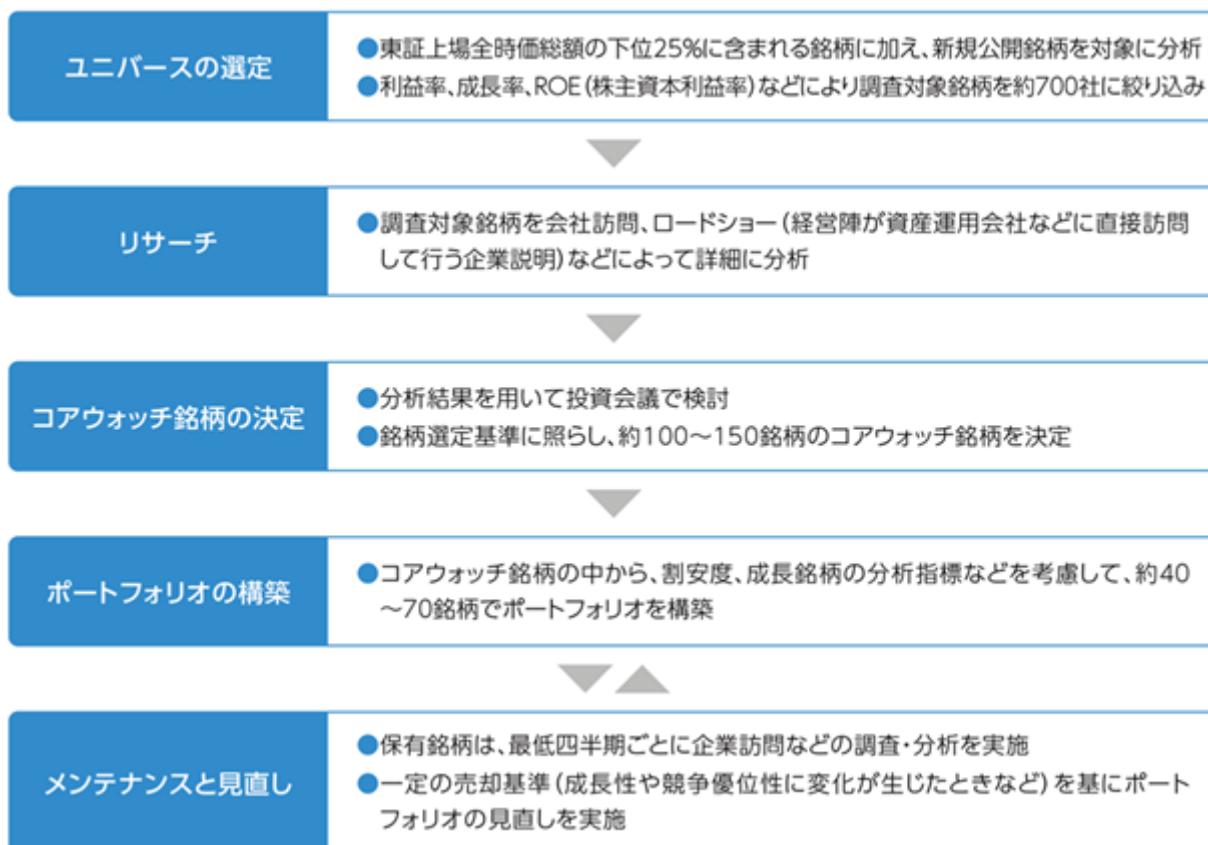 ユニバースの選定
●東証上場全時価総額の下位25%に含まれる銘柄に加え、新規公開銘柄を対象に分析
●利益率、成長率、ROE(株主資本利益率)などにより調査対象銘柄を約700社に絞り込み
リサーチ
●調査対象銘柄を会社訪問、ロードショー(経営陣が資産運用会社などに直接訪問
して行う企業説明)などによって詳細に分析
コアウォッチ銘柄の決定
●分析結果を用いて投資会議で検討
●銘柄選定基準に照らし、約100〜150銘柄のコアウォッチ銘柄を決定
ポートフォリオの構築
●コアウォッチ銘柄の中から、割安度、成長銘柄の分析指標などを考慮して、約40
〜70銘柄でポートフォリオを構築
メンテナンスと見直し
●保有銘柄は、最低四半期ごとに企業訪問などの調査・分析を実施
●一定の売却基準(成長性や競争優位性に変化が生じたときなど)を基にポート
フォリオの見直しを実施